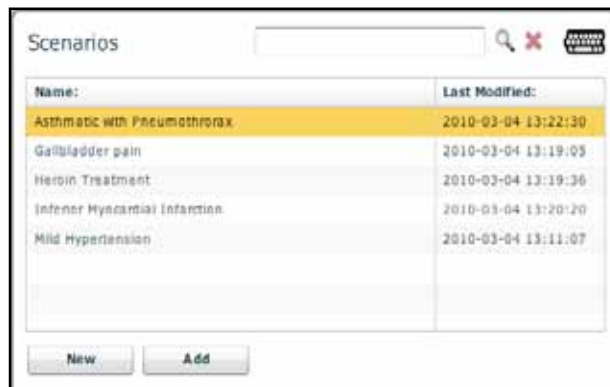 Scenarios
Name: Last Modified:
Asthmatic with Pneumothrorax 2010-03-04 13:22:30
Gallbladder pain 2010-03-04 13:19:05
Heroin Treatment 2010-03-04 13:19:36
Inferior Myocardial Infarction 2010-03-04 13:20:20
Mild Hypertension 2010-03-04 13:11:07
New Add